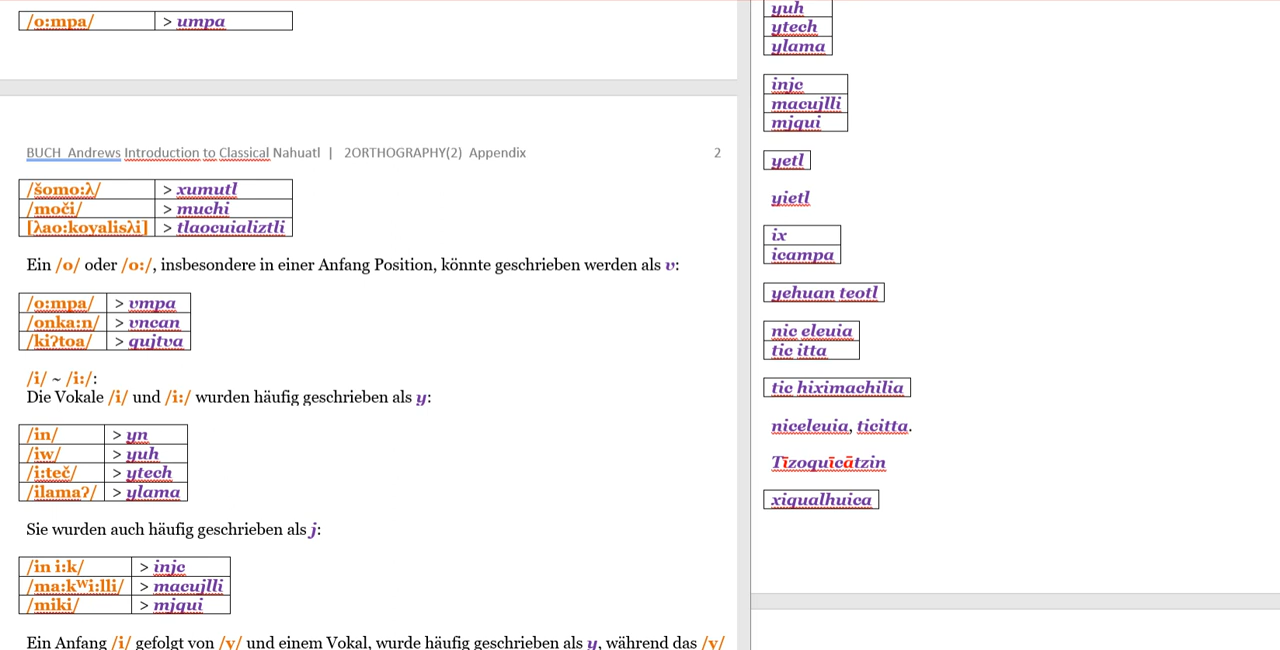 /o:mpa/ > umpa
BUCH Andrews Introduction to Classical Nahuatl | 2ORTHOGRAPHY(2) Appendix 2
/šomo:λ/ > xumutl
/moči/ > muchi
[λao:koyalisλi] > tlaocuializtli
Ein /o/ oder /o:/, insbesondere in einer Anfang Position, könnte geschrieben werden als v:
/o:mpa/ > vmpa
/onka:n/ > vncan
/kiʔtoa/ > qujtva
/i/ ~ /i:/:
Die Vokale /i/ und /i:/ wurden häufig geschrieben als y:
/in/ > yn
/iw/ > yuh
/i:teč/ > ytech
/ilamaʔ/ > ylama
Sie wurden auch häufig geschrieben als j:
/in i:k/ > injc
/ma:kᵂi:lli/ > macujlli
/miki/ > mjqui
Ein Anfang /i/ gefolgt von /y/ und einem Vokal, wurde häufig geschrieben als y, während das /y/
yuh
ytech
ylama
injc
macujlli
mjqui
yetl
yietl
ix
icampa
yehuan teotl
nic eleuia
tic itta
tic hiximachilia
niceleuia, ticitta.
Tīzoquīcātzin
xiqualhuica